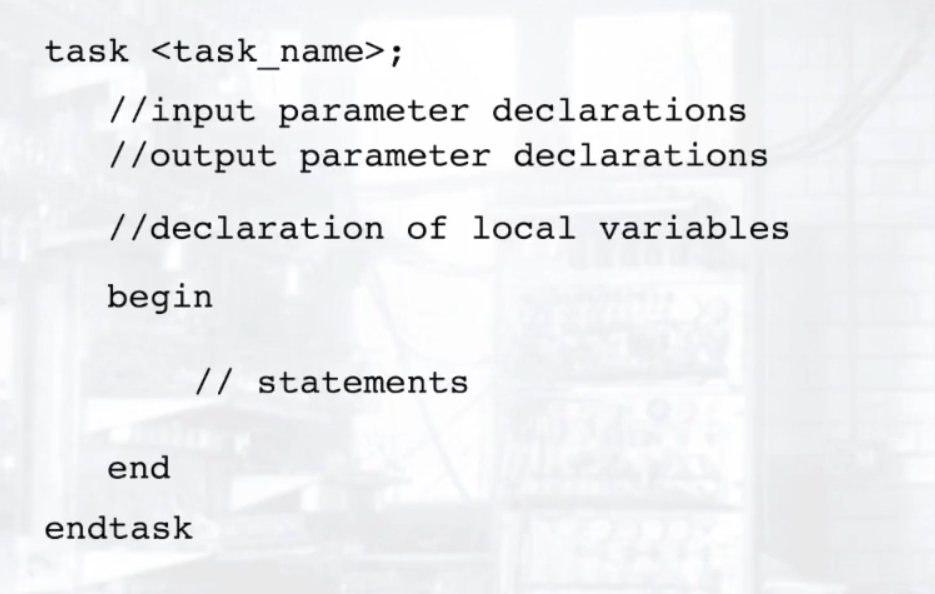 task <task_name>;
//input parameter declarations
//output parameter declarations
//declaration of local variables
begin
// statements
end
endtask